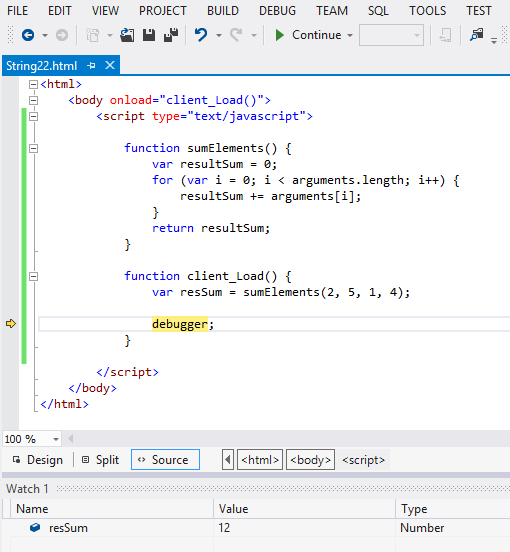 FILE EDIT VIEW PROJECT BUILD DEBUG TEAM SQL TOOLS TEST
Continue
String22.html
<html>
<body onload="client_Load()">
<script type="text/javascript">
function sumElements() {
var resultSum = 0;
for (var i = 0; i < arguments.length; i++) {
resultSum += arguments[i];
}
return resultSum;
}
function client_Load() {
var resSum = sumElements(2, 5, 1, 4);
debugger;
}
</script>
</body>
</html>
100 %
Design Split Source <html> <body> <script>
Watch 1
Name Value Type
resSum 12 Number